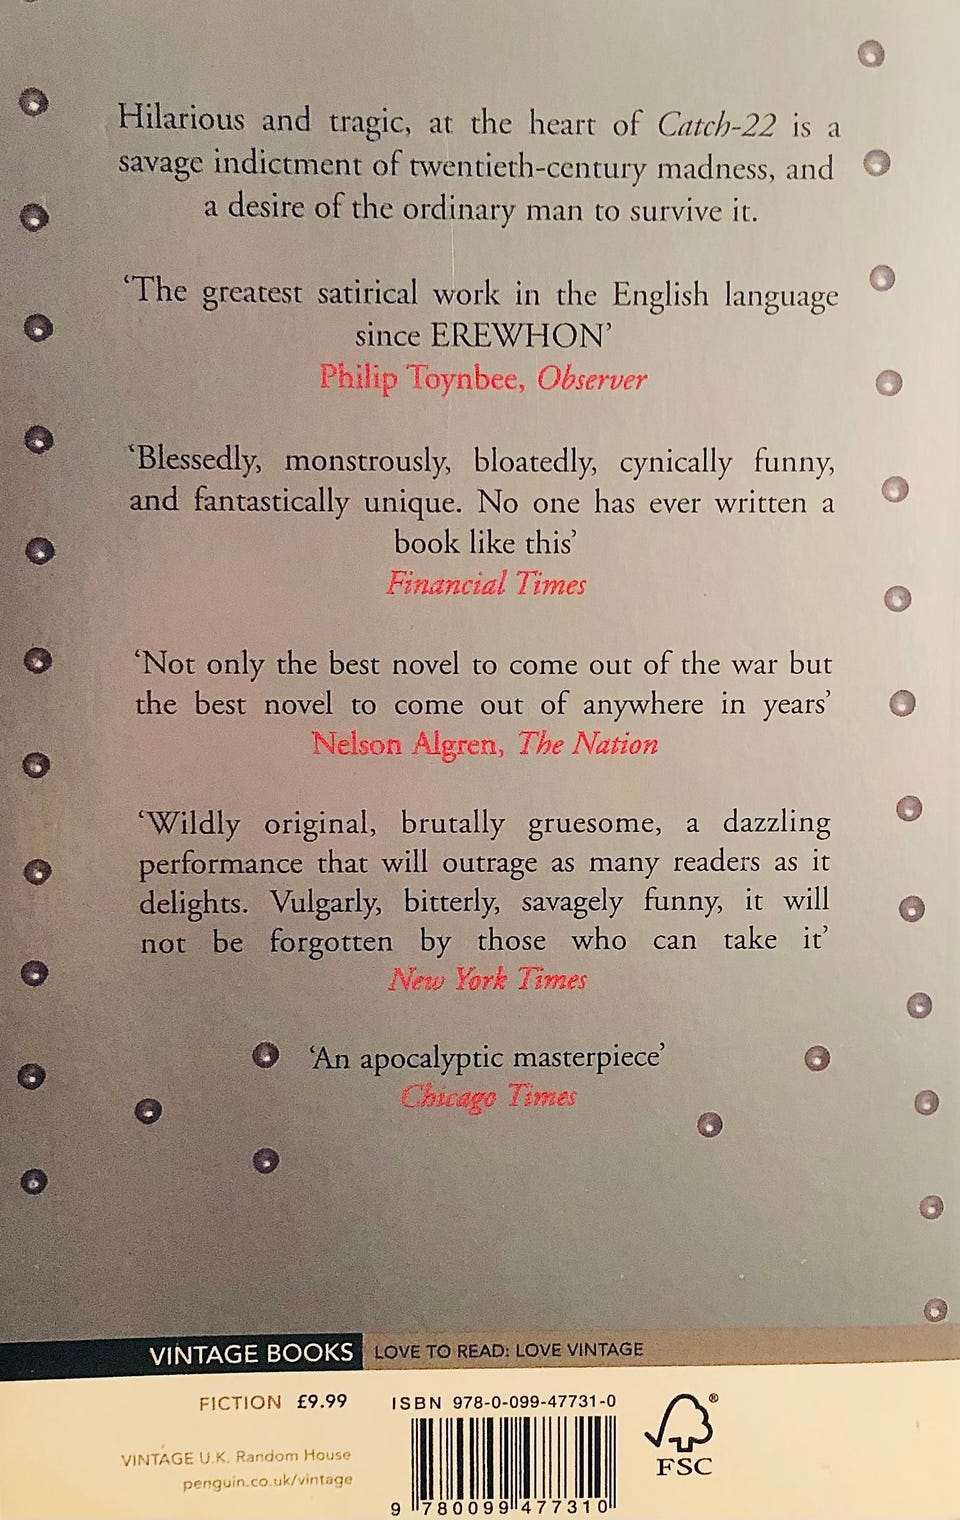 Hilarious and tragic, at the heart of Catch-22 is a
savage indictment of twentieth-century madness, and
a desire of the ordinary man to survive it.
‘The greatest satirical work in the English language
since EREWHON’
Philip Toynbee, Observer
‘Blessedly, monstrously, bloatedly, cynically funny,
and fantastically unique. No one has ever written a
book like this’
Financial Times
‘Not only the best novel to come out of the war but
the best novel to come out of anywhere in years’
Nelson Algren, The Nation
‘Wildly original, brutally gruesome, a dazzling
performance that will outrage as many readers as it
delights. Vulgarly, bitterly, savagely funny, it will
not be forgotten by those who can take it’
New York Times
‘An apocalyptic masterpiece’
Chicago Times
VINTAGE BOOKS LOVE TO READ: LOVE VINTAGE
FICTION £9.99
VINTAGE U.K. Random House
penguin.co.uk/vintage
ISBN 978-0-099-47731-0
9 780099 477310
®
FSC